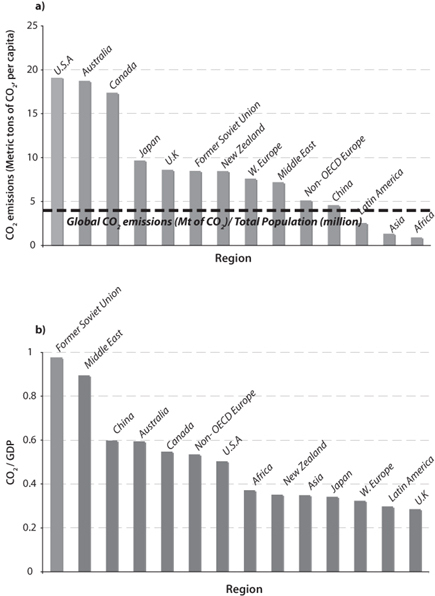 a)
CO2 emissions (Metric tons of CO2, per capita)
25
20
15
10
5
0
U.S.A
Australia
Canada
Japan
U.K
Former Soviet Union
New Zealand
W. Europe
Middle East
Non-OECD Europe
China
Latin America
Asia
Africa
Global CO2 emissions (Mt of CO2)/ Total Population (million)
Region
b)
CO2 / GDP
1
0.8
0.6
0.4
0.2
0
Former Soviet Union
Middle East
China
Australia
Canada
Non- OECD Europe
U.S.A
Africa
New Zealand
Asia
Japan
W. Europe
Latin America
U.K
Region